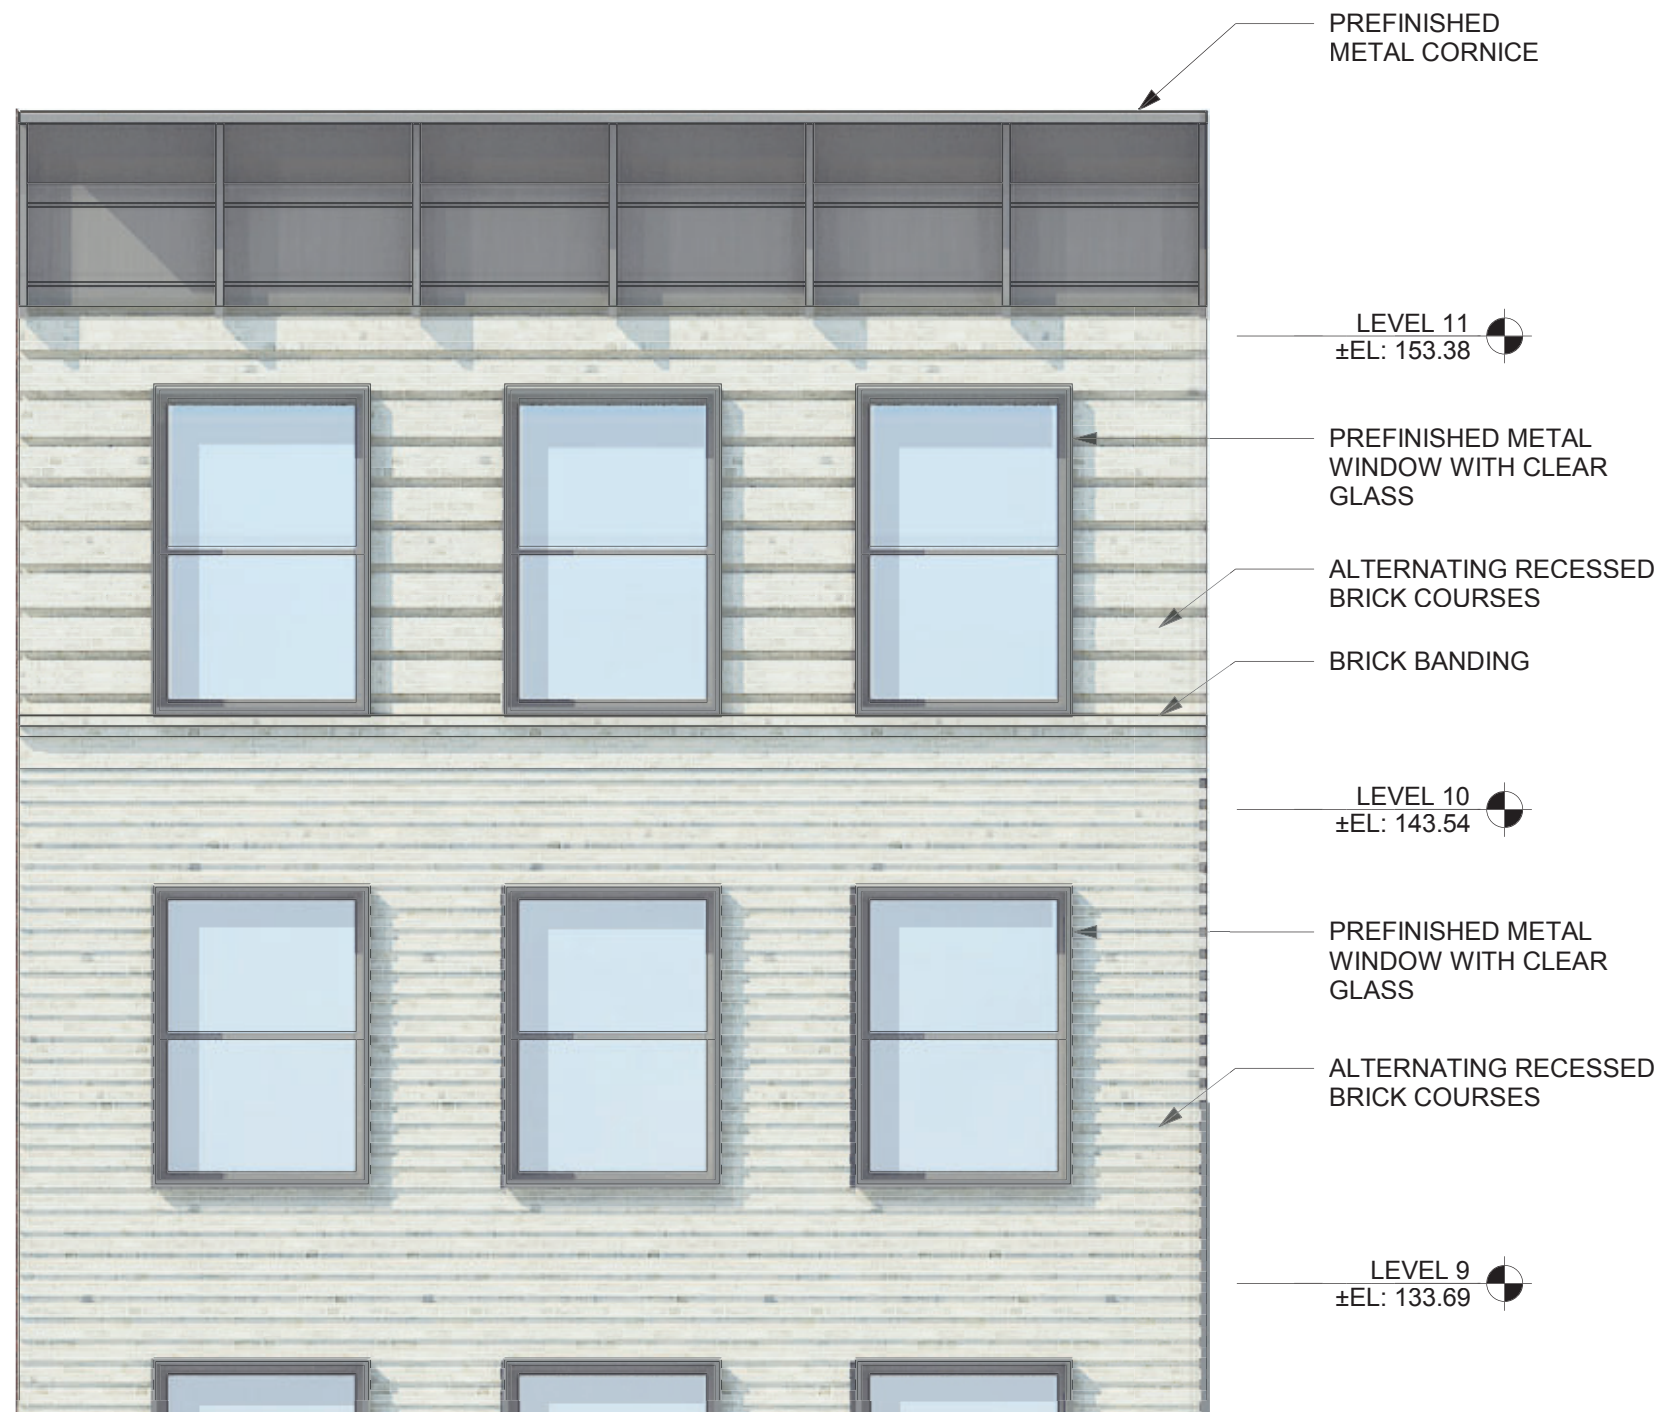 PREFINISHED
METAL CORNICE
LEVEL 11
±EL: 153.38
PREFINISHED METAL
WINDOW WITH CLEAR
GLASS
ALTERNATING RECESSED
BRICK COURSES
BRICK BANDING
LEVEL 10
±EL: 143.54
PREFINISHED METAL
WINDOW WITH CLEAR
GLASS
ALTERNATING RECESSED
BRICK COURSES
LEVEL 9
±EL: 133.69